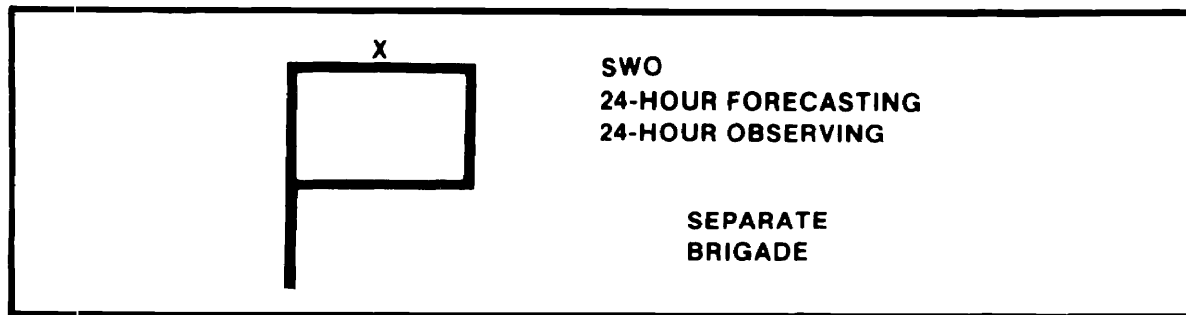 X
SWO
24-HOUR FORECASTING
24-HOUR OBSERVING
SEPARATE
BRIGADE